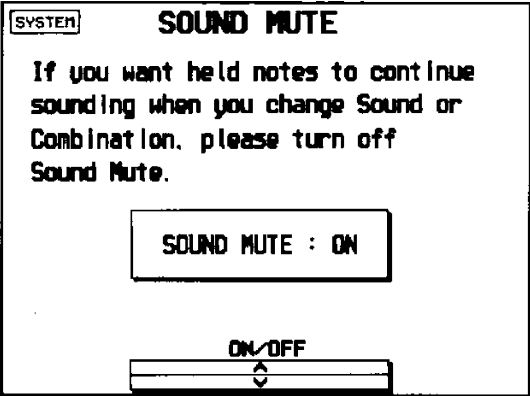 SYSTEM
SOUND MUTE
If you want held notes to continue
sounding when you change Sound or
Combination, please turn off
Sound Mute.
SOUND MUTE : ON
ON/OFF